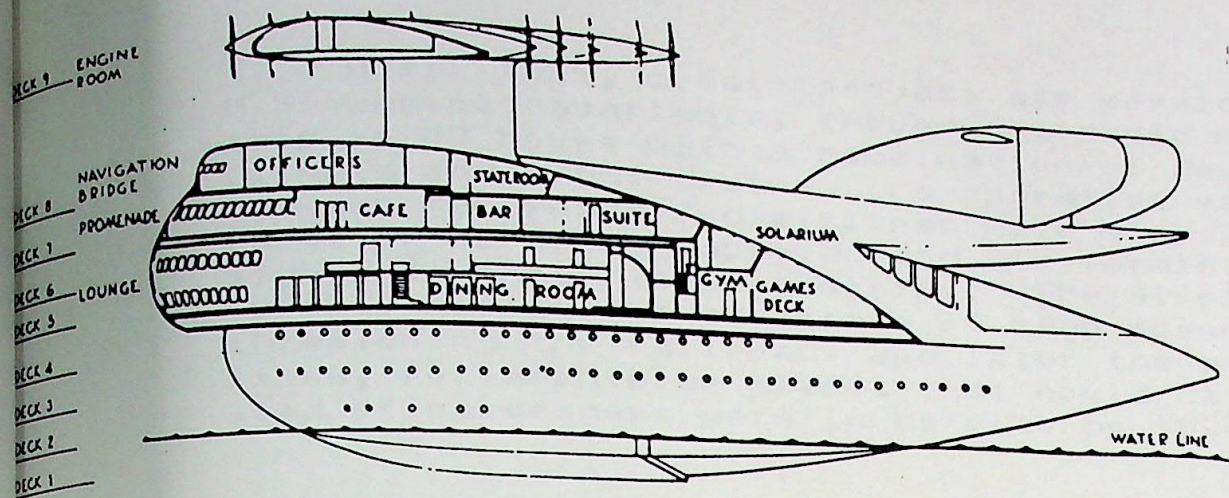 ENGINE
ROOM
DECK 9
NAVIGATION
BRIDGE
DECK 8
PROMENADE
DECK 7
DECK 6
LOUNGE
DECK 5
DECK 4
DECK 3
DECK 2
DECK 1
OFFICERS
STATEROOM
CAFE
BAR
SUITE
SOLARIUM
DINING ROOM
GYM
GAMES
DECK
WATER LINE